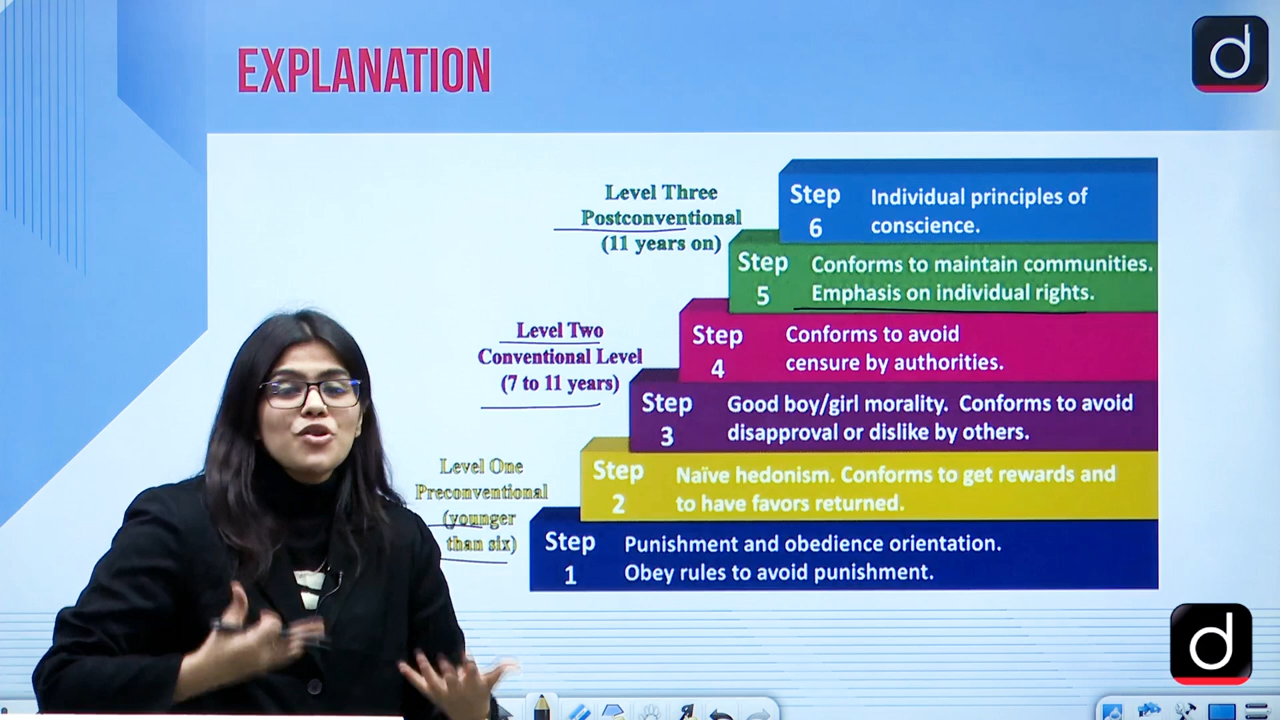 EXPLANATION
d
Level Three
Postconventional
(11 years on)
Step
6
Individual principles of
conscience.
Step
5
Conforms to maintain communities.
Emphasis on individual rights.
Level Two
Conventional Level
(7 to 11 years)
Step
4
Conforms to avoid
censure by authorities.
Step
3
Good boy/girl morality. Conforms to avoid
disapproval or dislike by others.
Level One
Preconventional
(younger
than six)
Step
2
Naïve hedonism. Conforms to get rewards and
to have favors returned.
Step
1
Punishment and obedience orientation.
Obey rules to avoid punishment.
d